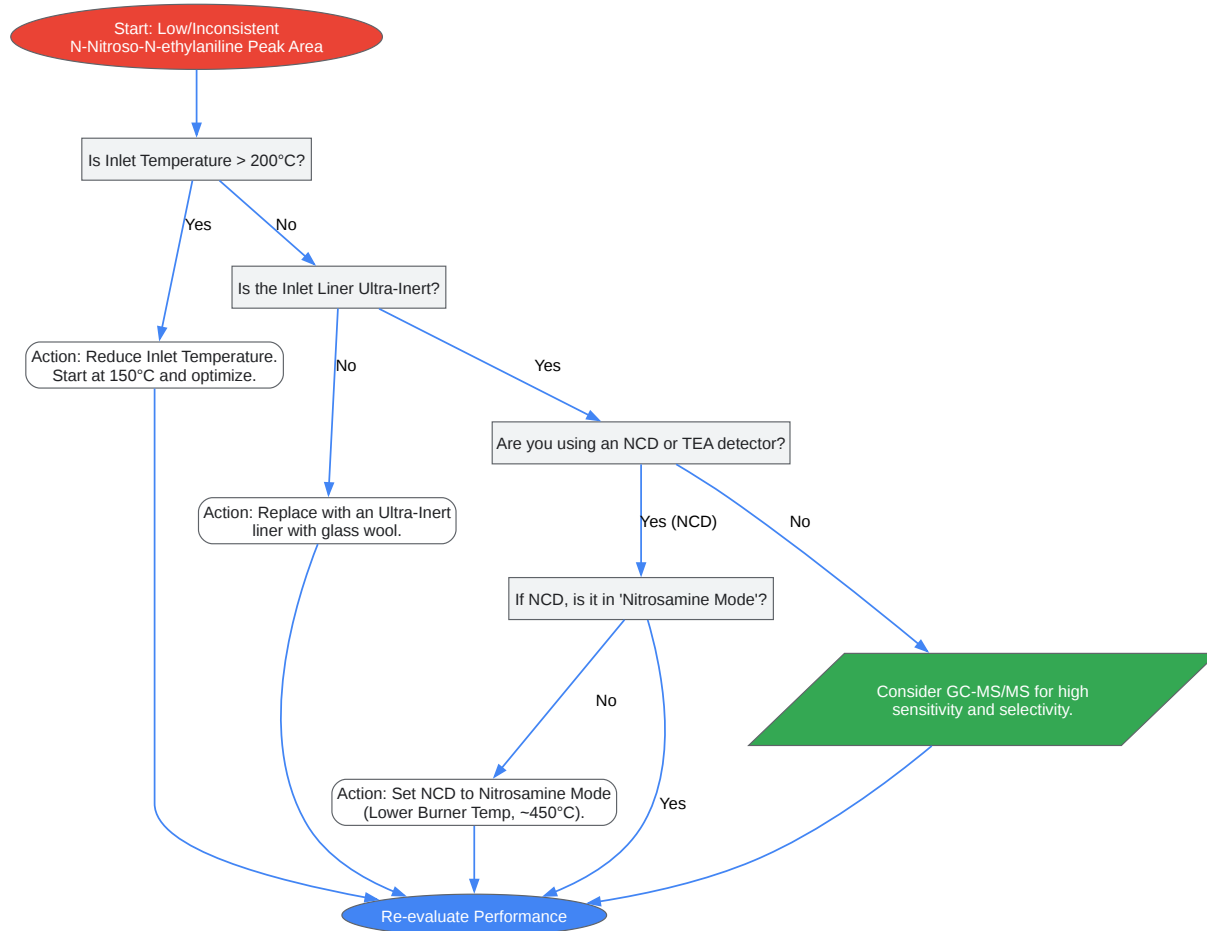 Start: Low/Inconsistent
N-Nitroso-N-ethylaniline Peak Area
Is Inlet Temperature > 200°C?
Yes
No
Is the Inlet Liner Ultra-Inert?
Action: Reduce Inlet Temperature.
Start at 150°C and optimize.
No
Yes
Are you using an NCD or TEA detector?
Action: Replace with an Ultra-Inert
liner with glass wool.
Yes (NCD)
No
If NCD, is it in 'Nitrosamine Mode'?
Consider GC-MS/MS for high
sensitivity and selectivity.
No
Action: Set NCD to Nitrosamine Mode
(Lower Burner Temp, ~450°C).
Yes
Re-evaluate Performance